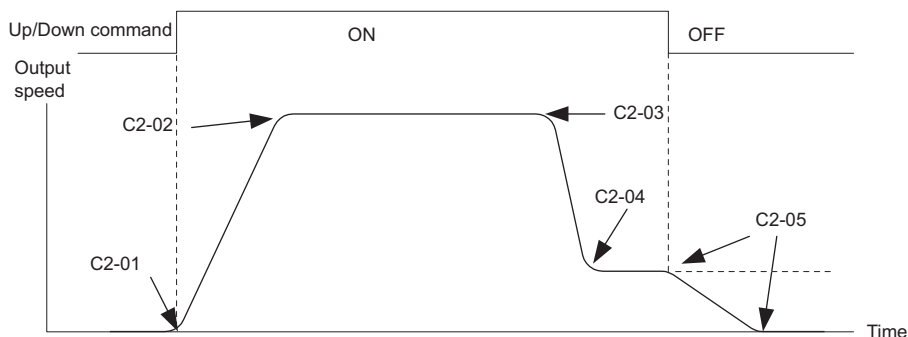 Up/Down command
ON
OFF
Output
speed
C2-02
C2-03
C2-04
C2-05
C2-01
Time